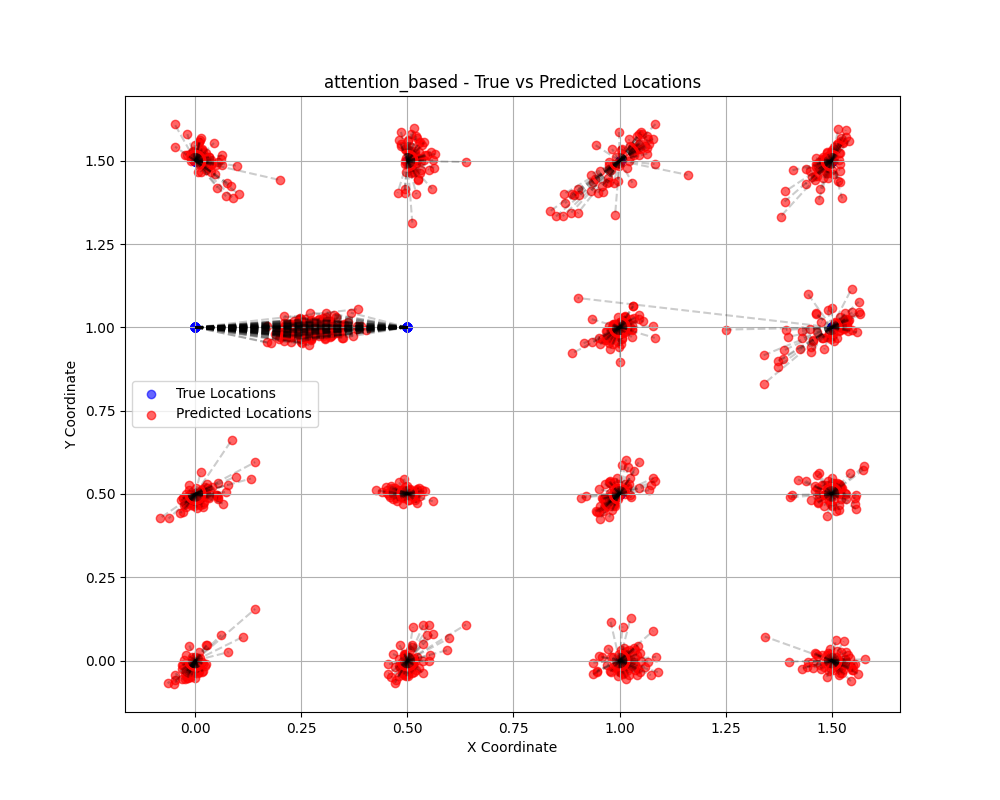 attention_based - True vs Predicted Locations
1.50
1.25
1.00
0.75
0.50
0.25
0.00
Y Coordinate
True Locations
Predicted Locations
0.00 0.25 0.50 0.75 1.00 1.25 1.50
X Coordinate